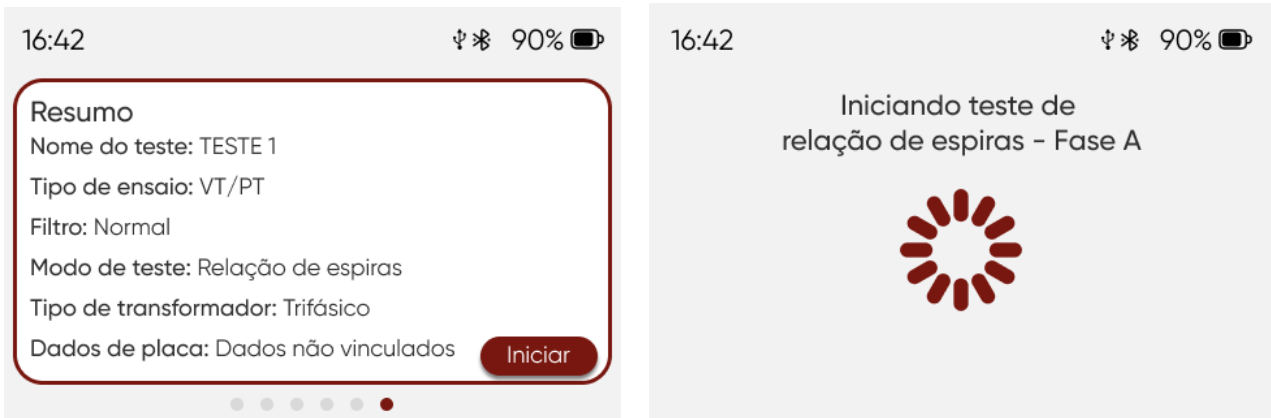 16:42
90%
Resumo
Nome do teste: TESTE 1
Tipo de ensaio: VT/PT
Filtro: Normal
Modo de teste: Relação de espiras
Tipo de transformador: Trifásico
Dados de placa: Dados não vinculados
Iniciar
16:42
90%
Iniciando teste de
relação de espiras - Fase A